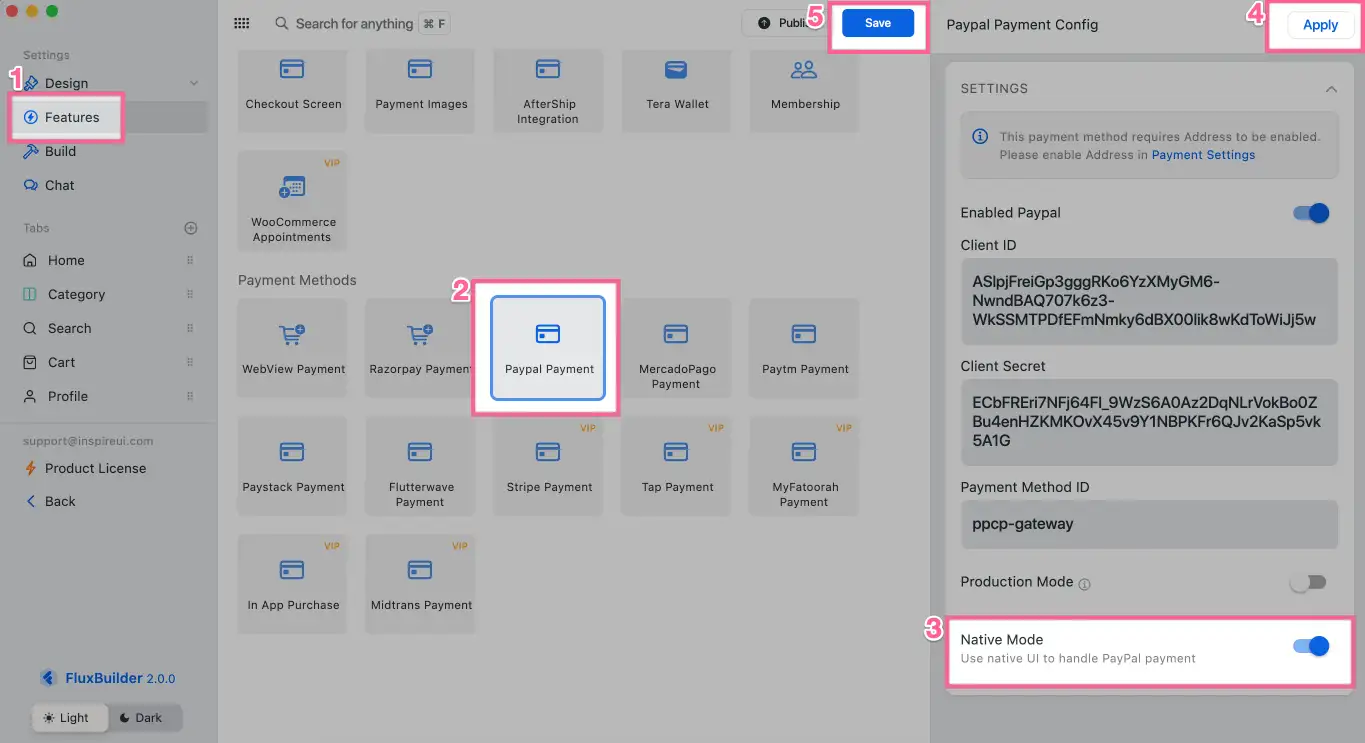 Search for anything ⌘ F
Publi
5
Save
Paypal Payment Config
4
Apply
Settings
1
Design
Features
Build
Chat
Tabs
Home
Category
Search
Cart
Profile
support@inspireui.com
Product License
Back
FluxBuilder 2.0.0
Light
Dark
Checkout Screen
Payment Images
AfterShip
Integration
Tera Wallet
Membership
VIP
WooCommerce
Appointments
Payment Methods
2
WebView Payment
Razorpay Payment
Paypal Payment
MercadoPago
Payment
Paytm Payment
Paystack Payment
Flutterwave
Payment
VIP
Stripe Payment
VIP
Tap Payment
VIP
MyFatoorah
Payment
VIP
In App Purchase
VIP
Midtrans Payment
SETTINGS
This payment method requires Address to be enabled.
Please enable Address in Payment Settings
Enabled Paypal
Client ID
ASlpjFreiGp3gggRKo6YzXMyGM6-
NwndBAQ707k6z3-
WkSSMTPDfEFmNmky6dBX00lik8wKdToWiJj5w
Client Secret
ECbFREri7NFj64Fl_9WzS6A0Az2DqNLrVokBo0Z
Bu4enHZKMKOvX45v9Y1NBPKFr6QJv2KaSp5vk
5A1G
Payment Method ID
ppcp-gateway
Production Mode
3
Native Mode
Use native UI to handle PayPal payment